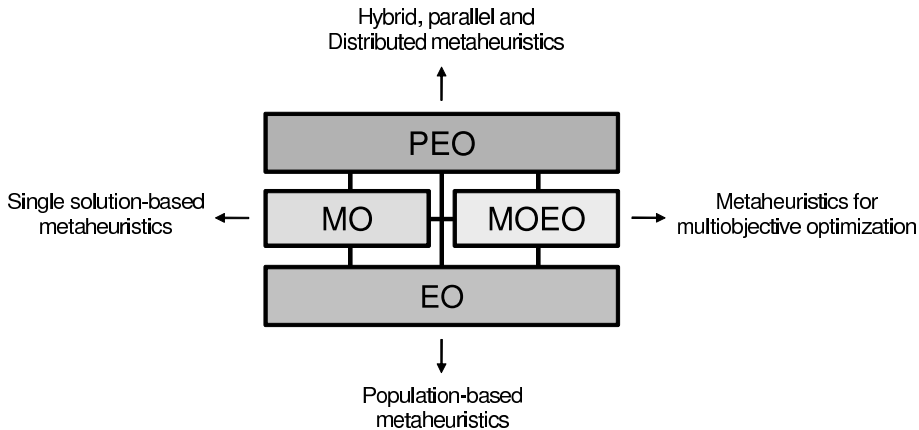 Hybrid, parallel and
Distributed metaheuristics
PEO
Single solution-based
metaheuristics
MO
MOEO
Metaheuristics for
multiobjective optimization
EO
Population-based
metaheuristics